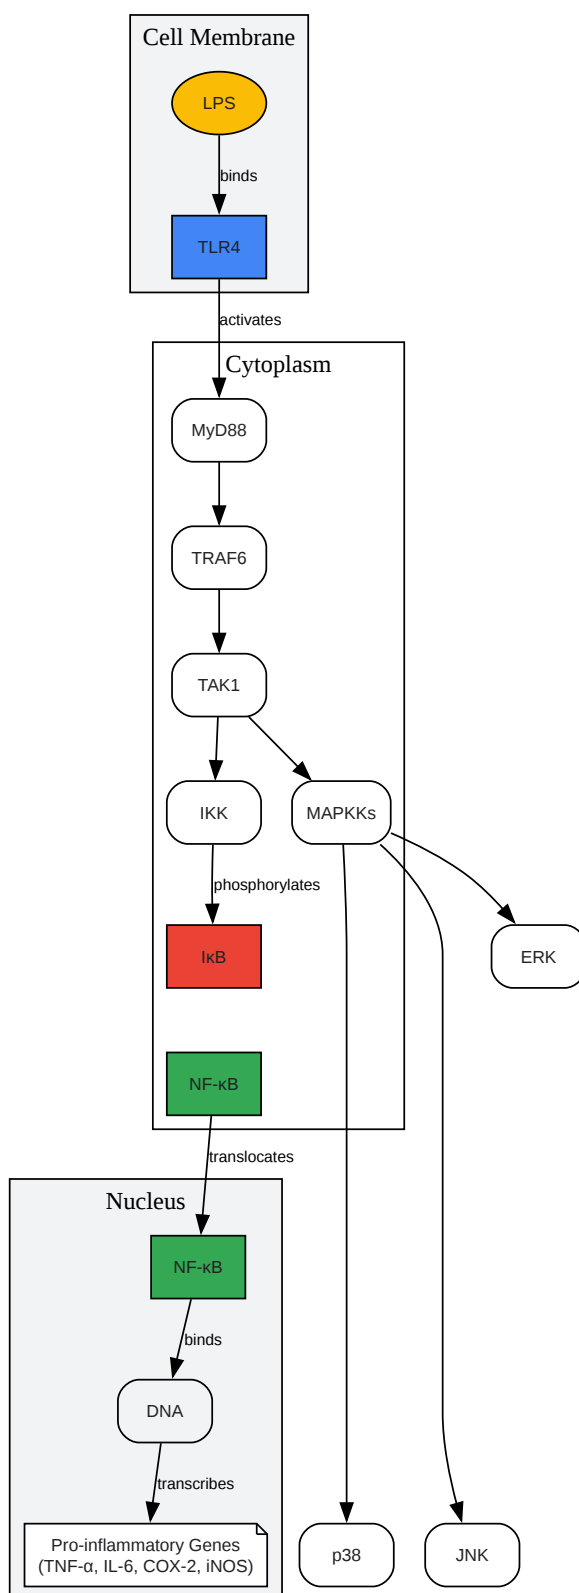 Cell Membrane
LPS
binds
TLR4
activates
Cytoplasm
MyD88
TRAF6
TAK1
IKK
MAPKKs
phosphorylates
IκB
ERK
NF-κB
translocates
Nucleus
NF-κB
binds
DNA
transcribes
Pro-inflammatory Genes
(TNF-α, IL-6, COX-2, iNOS)
p38
JNK